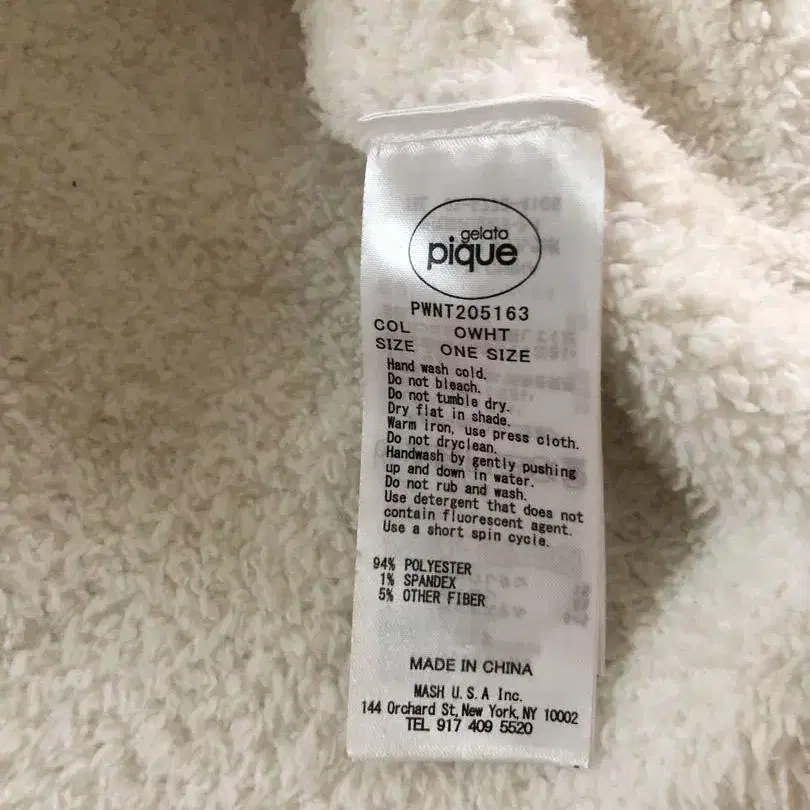 gelato
pique
PWNT205163
COL OWHT
SIZE ONE SIZE
Hand wash cold.
Do not bleach.
Do not tumble dry.
Dry flat in shade.
Warm iron, use press cloth.
Do not dryclean.
Handwash by gently pushing
up and down in water.
Do not rub and wash.
Use detergent that does not
contain fluorescent agent.
Use a short spin cycle.
94% POLYESTER
1% SPANDEX
5% OTHER FIBER
MADE IN CHINA
MASH U.S.A Inc.
144 Orchard St, New York, NY 10002
TEL 917 409 5520